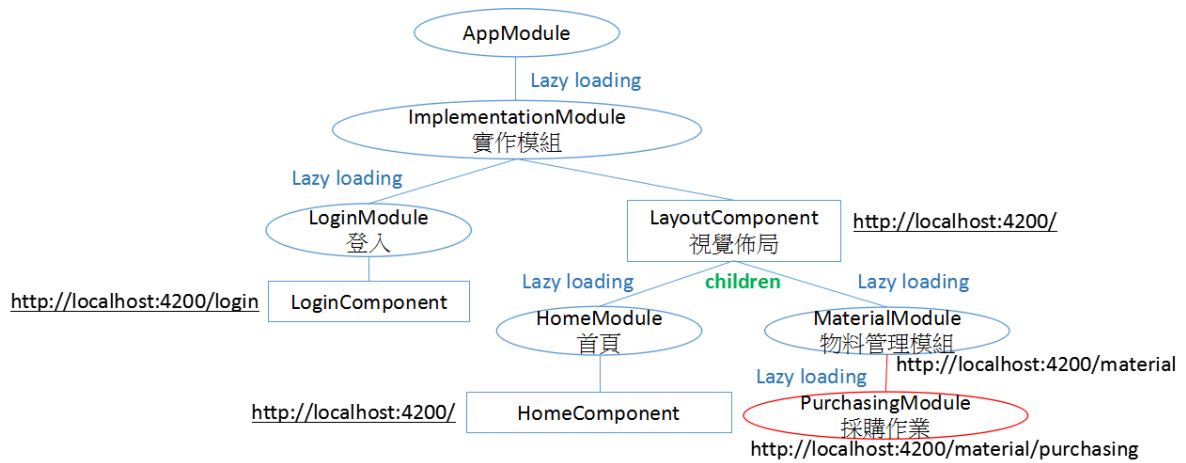 AppModule
Lazy loading
ImplementationModule
實作模組
Lazy loading
LoginModule
登入
LayoutComponent
視覺佈局
http://localhost:4200/
http://localhost:4200/login
LoginComponent
Lazy loading
children
Lazy loading
HomeModule
首頁
MaterialModule
物料管理模組
http://localhost:4200/material
Lazy loading
http://localhost:4200/
HomeComponent
PurchasingModule
採購作業
http://localhost:4200/material/purchasing